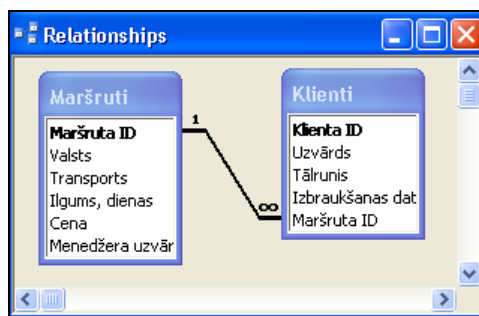 Relationships
Maršruti
Maršruta ID
Valsts
Transports
Ilgums, dienas
Cena
Menedžera uzvār
1
∞
Klienti
Klienta ID
Uzvārds
Tālrunis
Izbraukšanas dat
Maršruta ID